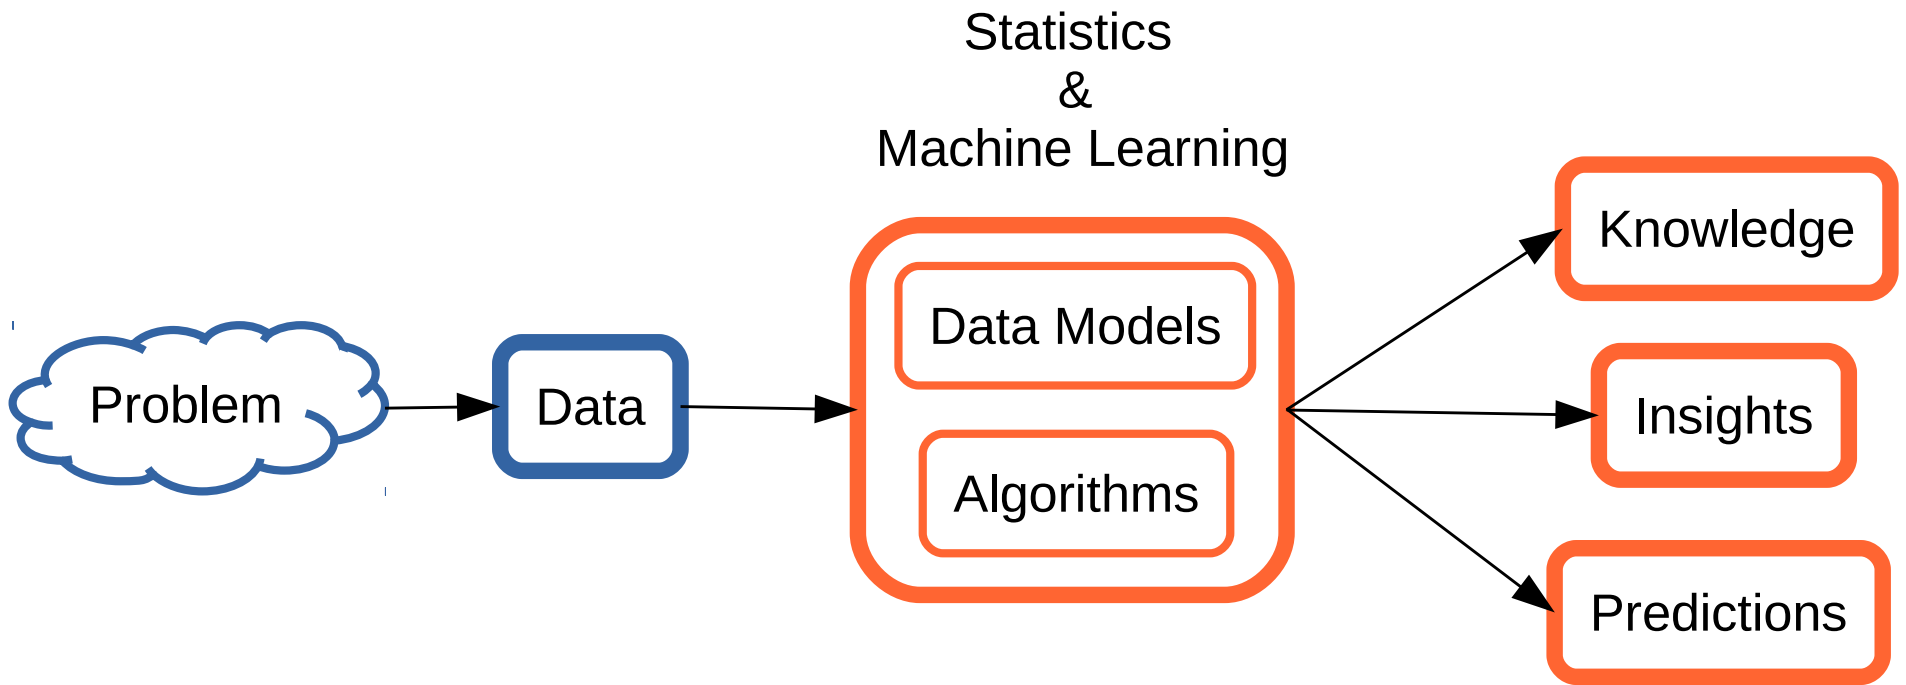 Statistics
&
Machine Learning
Problem
Data
Data Models
Algorithms
Knowledge
Insights
Predictions